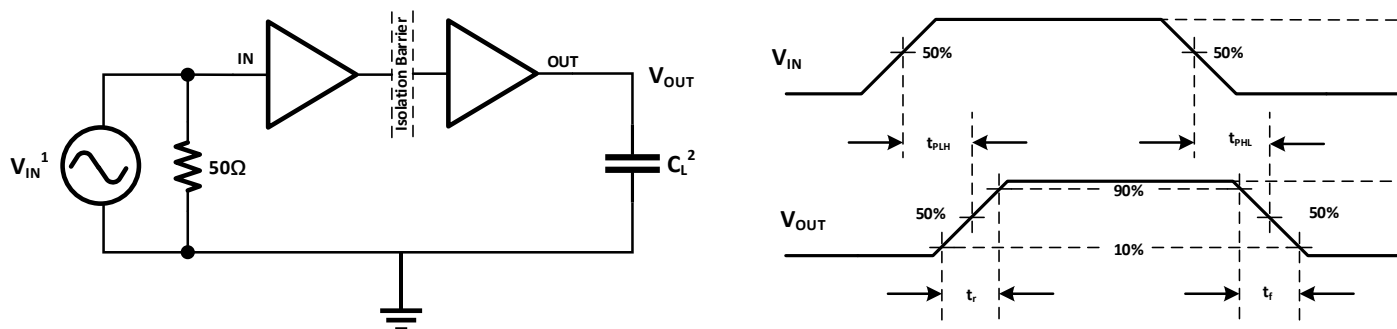 IN
Isolation Barrier
OUT
V_OUT
V_IN^1
50Ω
C_L^2
V_IN
50%
50%
t_PLH
t_PHL
V_OUT
50%
90%
50%
10%
t_r
t_f